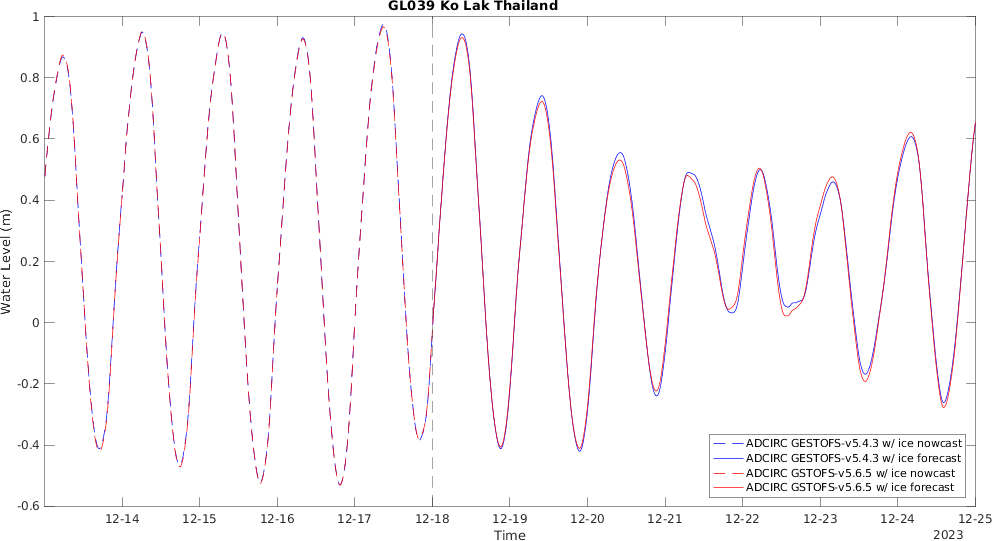 GL039 Ko Lak Thailand
1
0.8
0.6
0.4
0.2
0
-0.2
-0.4
-0.6
Water Level (m)
ADCIRC GESTOFS-v5.4.3 w/ ice nowcast
ADCIRC GESTOFS-v5.4.3 w/ ice forecast
ADCIRC GSTOFS-v5.6.5 w/ ice nowcast
ADCIRC GSTOFS-v5.6.5 w/ ice forecast
12-14 12-15 12-16 12-17 12-18 12-19 12-20 12-21 12-22 12-23 12-24 12-25
Time
2023